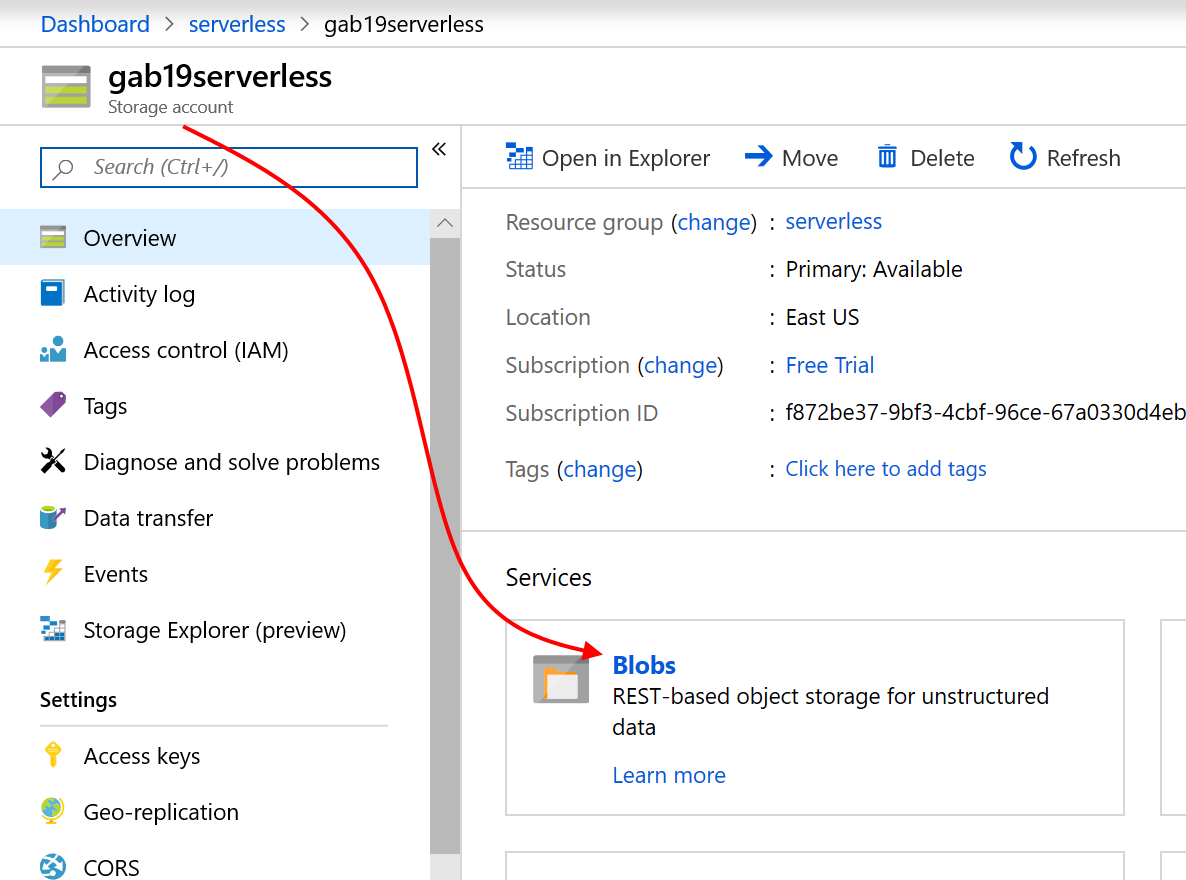 Dashboard > serverless > gab19serverless
gab19serverless
Storage account
Search (Ctrl+/)
«
Overview
Activity log
Access control (IAM)
Tags
Diagnose and solve problems
Data transfer
Events
Storage Explorer (preview)
Settings
Access keys
Geo-replication
CORS
Open in Explorer Move Delete Refresh
Resource group (change) : serverless
Status : Primary: Available
Location : East US
Subscription (change) : Free Trial
Subscription ID : f872be37-9bf3-4cbf-96ce-67a0330d4eb
Tags (change) : Click here to add tags
Services
Blobs
REST-based object storage for unstructured
data
Learn more